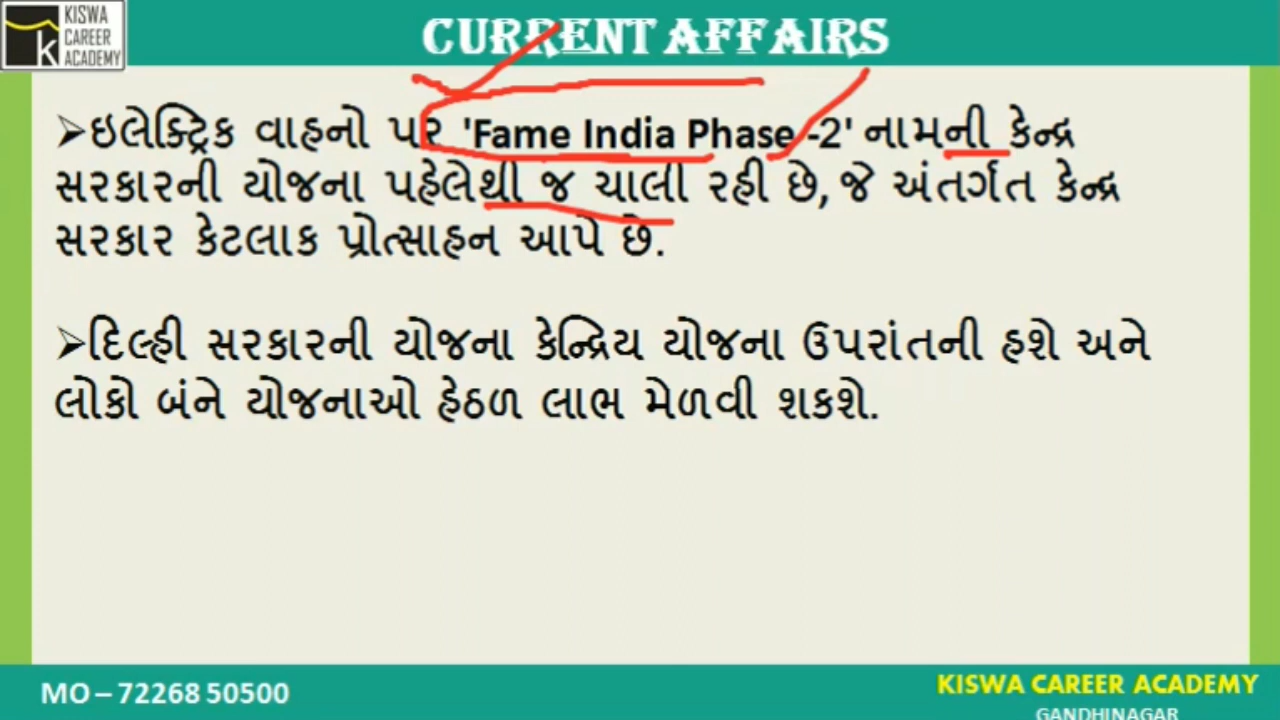 KISWA
CAREER
ACADEMY
k
CURRENT AFFAIRS
➢ઇલેક્ટ્રિક વાહનો પર 'Fame India Phase -2' નામની કેન્દ્ર
સરકારની યોજના પહેલેથી જ ચાલી રહી છે, જે અંતર્ગત કેન્દ્ર
સરકાર કેટલાક પ્રોત્સાહન આપે છે.
➢દિલ્હી સરકારની યોજના કેન્દ્રિય યોજના ઉપરાંતની હશે અને
લોકો બંને યોજનાઓ હેઠળ લાભ મેળવી શકશે.
MO – 72268 50500
KISWA CAREER ACADEMY
GANDHINAGAR